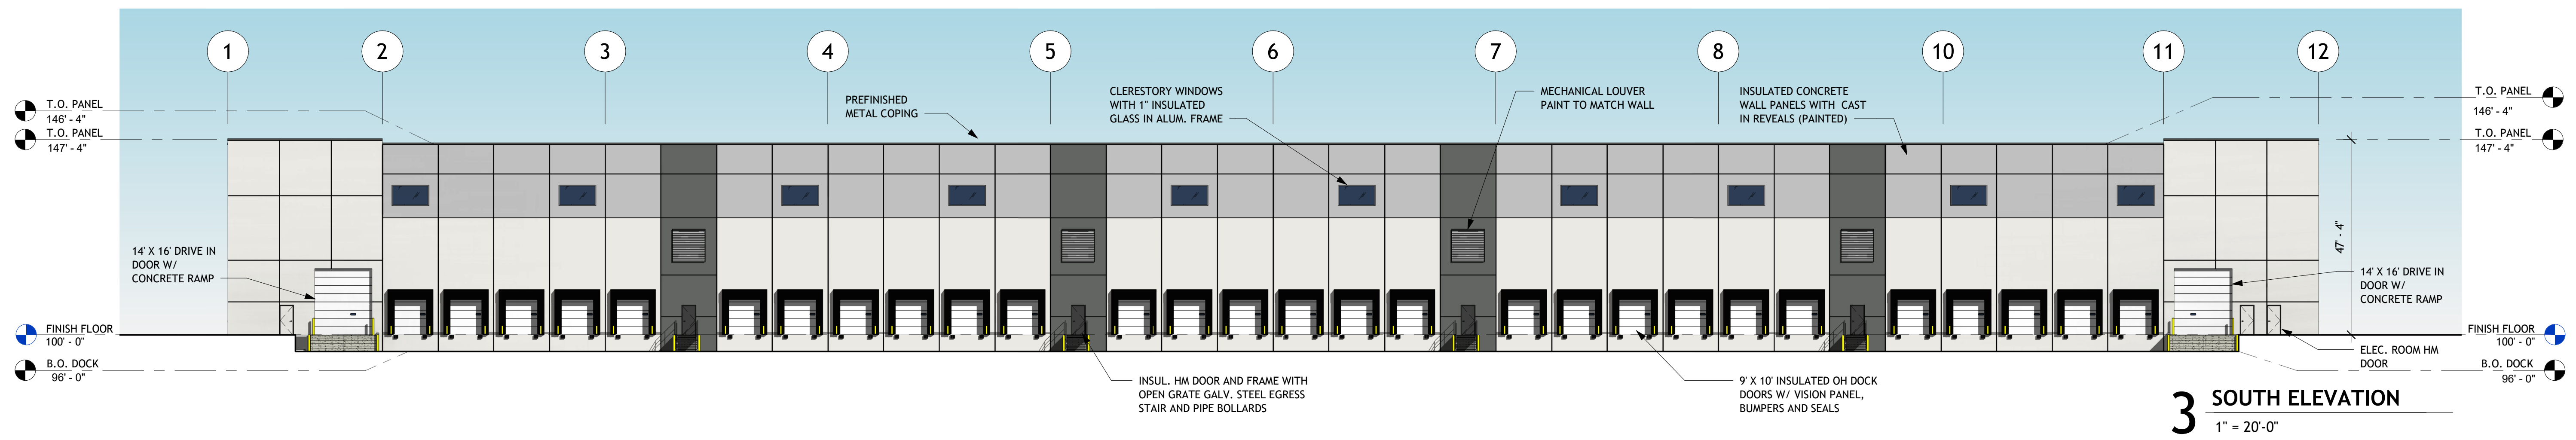 1 2 3 4 5 6 7 8 10 11 12
T.O. PANEL
146' - 4"
T.O. PANEL
147' - 4"
PREFINISHED
METAL COPING
CLERESTORY WINDOWS
WITH 1" INSULATED
GLASS IN ALUM. FRAME
MECHANICAL LOUVER
PAINT TO MATCH WALL
INSULATED CONCRETE
WALL PANELS WITH CAST
IN REVEALS (PAINTED)
T.O. PANEL
146' - 4"
T.O. PANEL
147' - 4"
47' - 4"
14' X 16' DRIVE IN
DOOR W/
CONCRETE RAMP
14' X 16' DRIVE IN
DOOR W/
CONCRETE RAMP
FINISH FLOOR
100' - 0"
B.O. DOCK
96' - 0"
FINISH FLOOR
100' - 0"
B.O. DOCK
96' - 0"
ELEC. ROOM HM
DOOR
INSUL. HM DOOR AND FRAME WITH
OPEN GRATE GALV. STEEL EGRESS
STAIR AND PIPE BOLLARDS
9' X 10' INSULATED OH DOCK
DOORS W/ VISION PANEL,
BUMPERS AND SEALS
3 SOUTH ELEVATION
1" = 20'-0"